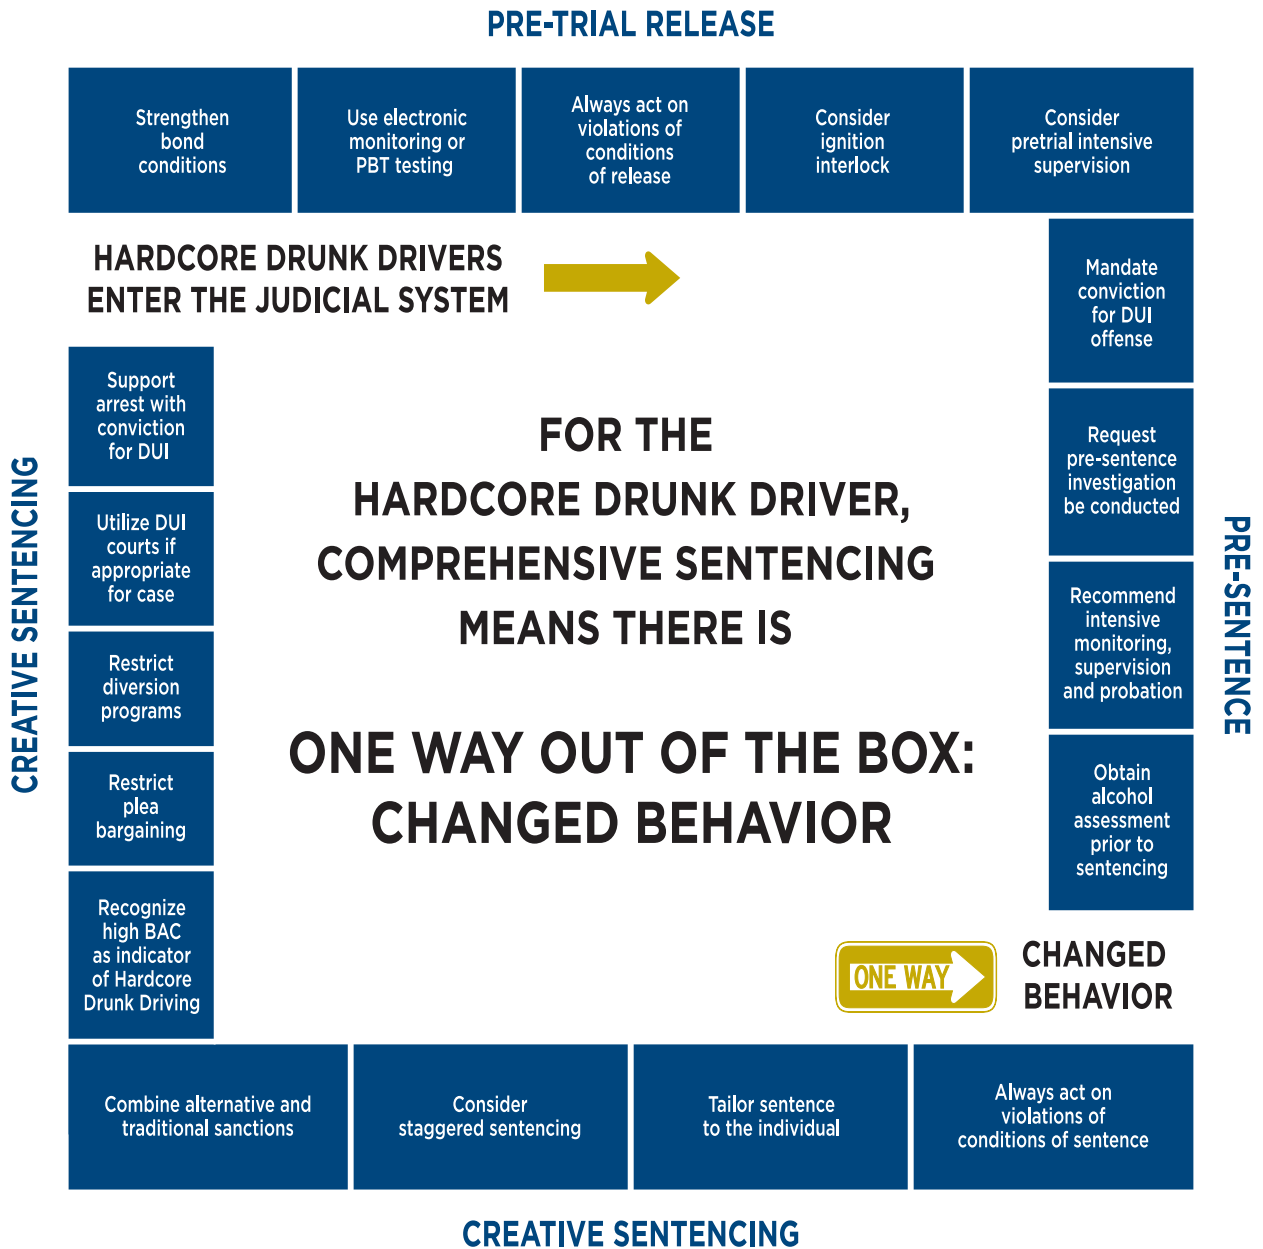 PRE-TRIAL RELEASE
Strengthen
bond
conditions
Use electronic
monitoring or
PBT testing
Always act on
violations of
conditions
of release
Consider
ignition
interlock
Consider
pretrial intensive
supervision
HARDCORE DRUNK DRIVERS
ENTER THE JUDICIAL SYSTEM
Mandate
conviction
for DUI
offense
Request
pre-sentence
investigation
be conducted
Recommend
intensive
monitoring,
supervision
and probation
Obtain
alcohol
assessment
prior to
sentencing
PRE-SENTENCE
FOR THE
HARDCORE DRUNK DRIVER,
COMPREHENSIVE SENTENCING
MEANS THERE IS
ONE WAY OUT OF THE BOX:
CHANGED BEHAVIOR
CREATIVE SENTENCING
Support
arrest with
conviction
for DUI
Utilize DUI
courts if
appropriate
for case
Restrict
diversion
programs
Restrict
plea
bargaining
Recognize
high BAC
as indicator
of Hardcore
Drunk Driving
ONE WAY
CHANGED
BEHAVIOR
Combine alternative and
traditional sanctions
Consider
staggered sentencing
Tailor sentence
to the individual
Always act on
violations of
conditions of sentence
CREATIVE SENTENCING